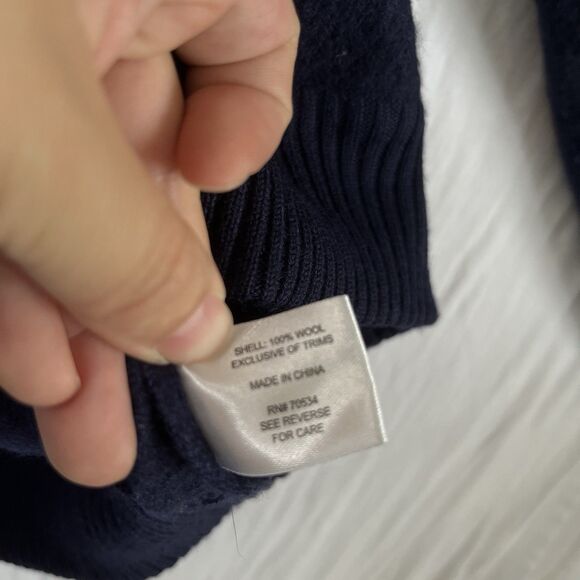 SHELL: 100% WOOL
EXCLUSIVE OF TRIMS
MADE IN CHINA
RN# 70534
SEE REVERSE
FOR CARE